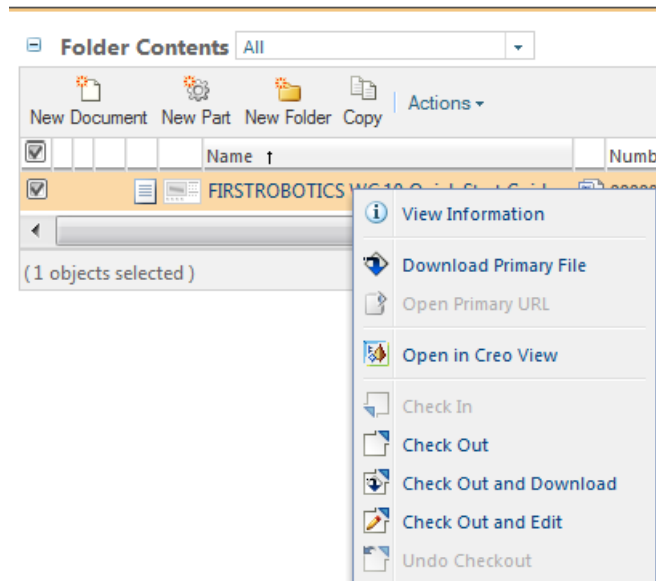 Folder Contents All
New Document New Part New Folder Copy Actions
Name Numb
FIRSTROBOTICS
View Information
(1 objects selected)
Download Primary File
Open Primary URL
Open in Creo View
Check In
Check Out
Check Out and Download
Check Out and Edit
Undo Checkout